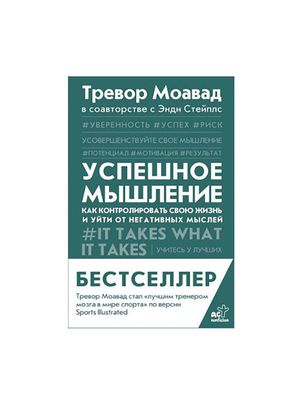 Тревор Моавад
в соавторстве с Энди Стейплс
#УВЕРЕННОСТЬ #УСПЕХ #РИСК
УСОВЕРШЕНСТВУЙТЕ СВОЕ МЫШЛЕНИЕ
#ПОТЕНЦИАЛ #МОТИВАЦИЯ #РЕЗУЛЬТАТ
УСПЕШНОЕ
МЫШЛЕНИЕ
КАК КОНТРОЛИРОВАТЬ СВОЮ ЖИЗНЬ
И УЙТИ ОТ НЕГАТИВНЫХ МЫСЛЕЙ
#IT TAKES WHAT
IT TAKES УЧИТЕСЬ У ЛУЧШИХ
БЕСТСЕЛЛЕР
Тревор Моавад стал «лучшим тренером
мозга в мире спорта» по версии
Sports Illustrated
аст
nonfiction